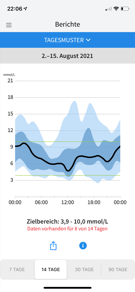 22:06
Berichte
TAGESMUSTER
2.–15. August 2021
mmol/L
21
18
15
12
9
6
3
00:00 06:00 12:00 18:00 00:00
Zielbereich: 3,9 - 10,0 mmol/L
Daten vorhanden für 8 von 14 Tagen
7 TAGE 14 TAGE 30 TAGE 90 TAGE